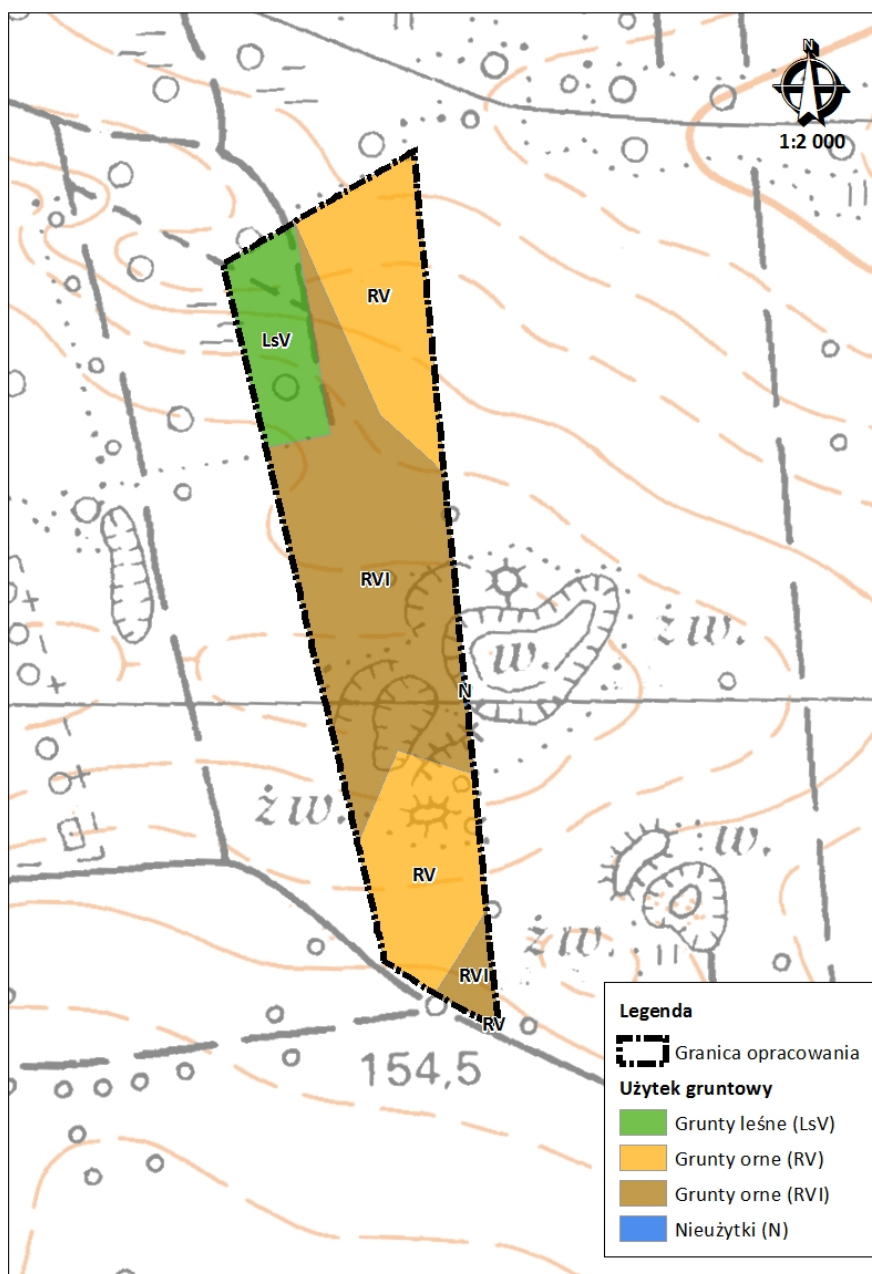 N
1:2 000
RV
LsV
RVI
żw.
w.
N
żw.
w.
RV
żw.
RVI
RV
154,5
Legenda
Granica opracowania
Użytek gruntowy
Grunty leśne (LsV)
Grunty orne (RV)
Grunty orne (RVI)
Nieużytki (N)